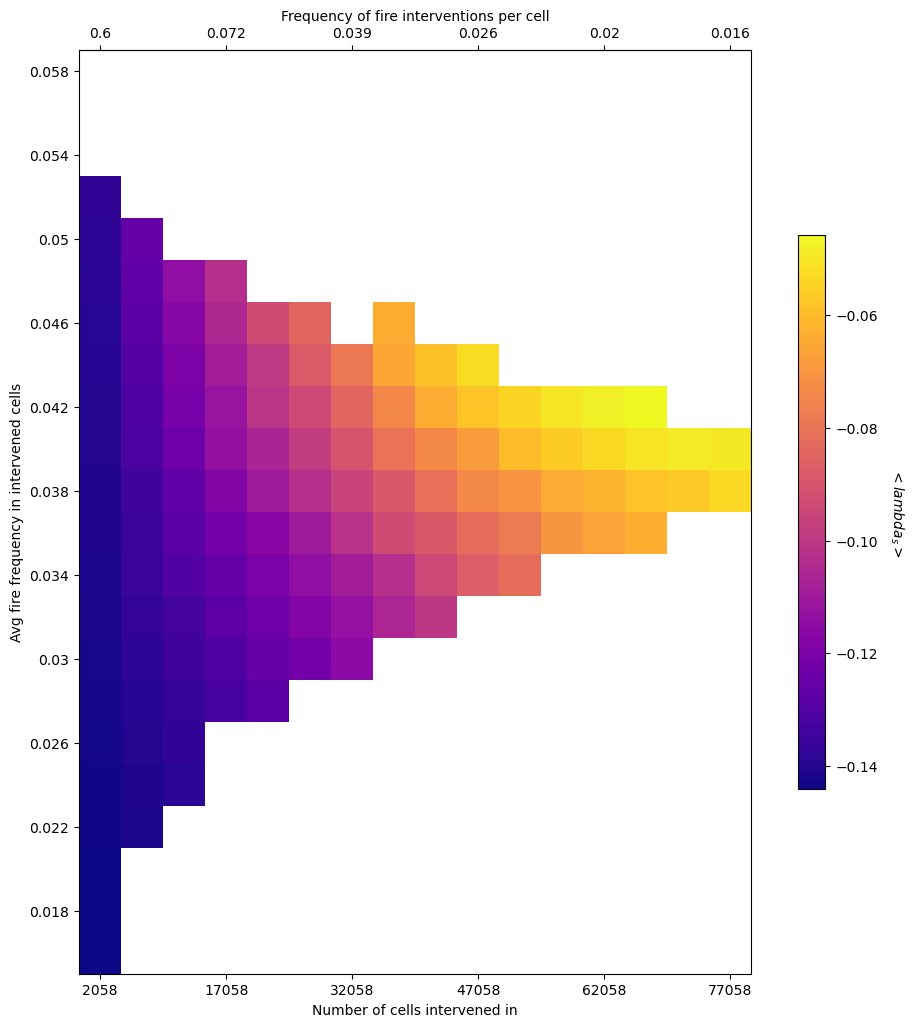 Frequency of fire interventions per cell
0.6 0.072 0.039 0.026 0.02 0.016
0.058
0.054
0.05
0.046
0.042
0.038
0.034
0.03
0.026
0.022
0.018
Avg fire frequency in intervened cells
2058 17058 32058 47058 62058 77058
Number of cells intervened in
−0.06
−0.08
−0.10
−0.12
−0.14
< lambda_s >